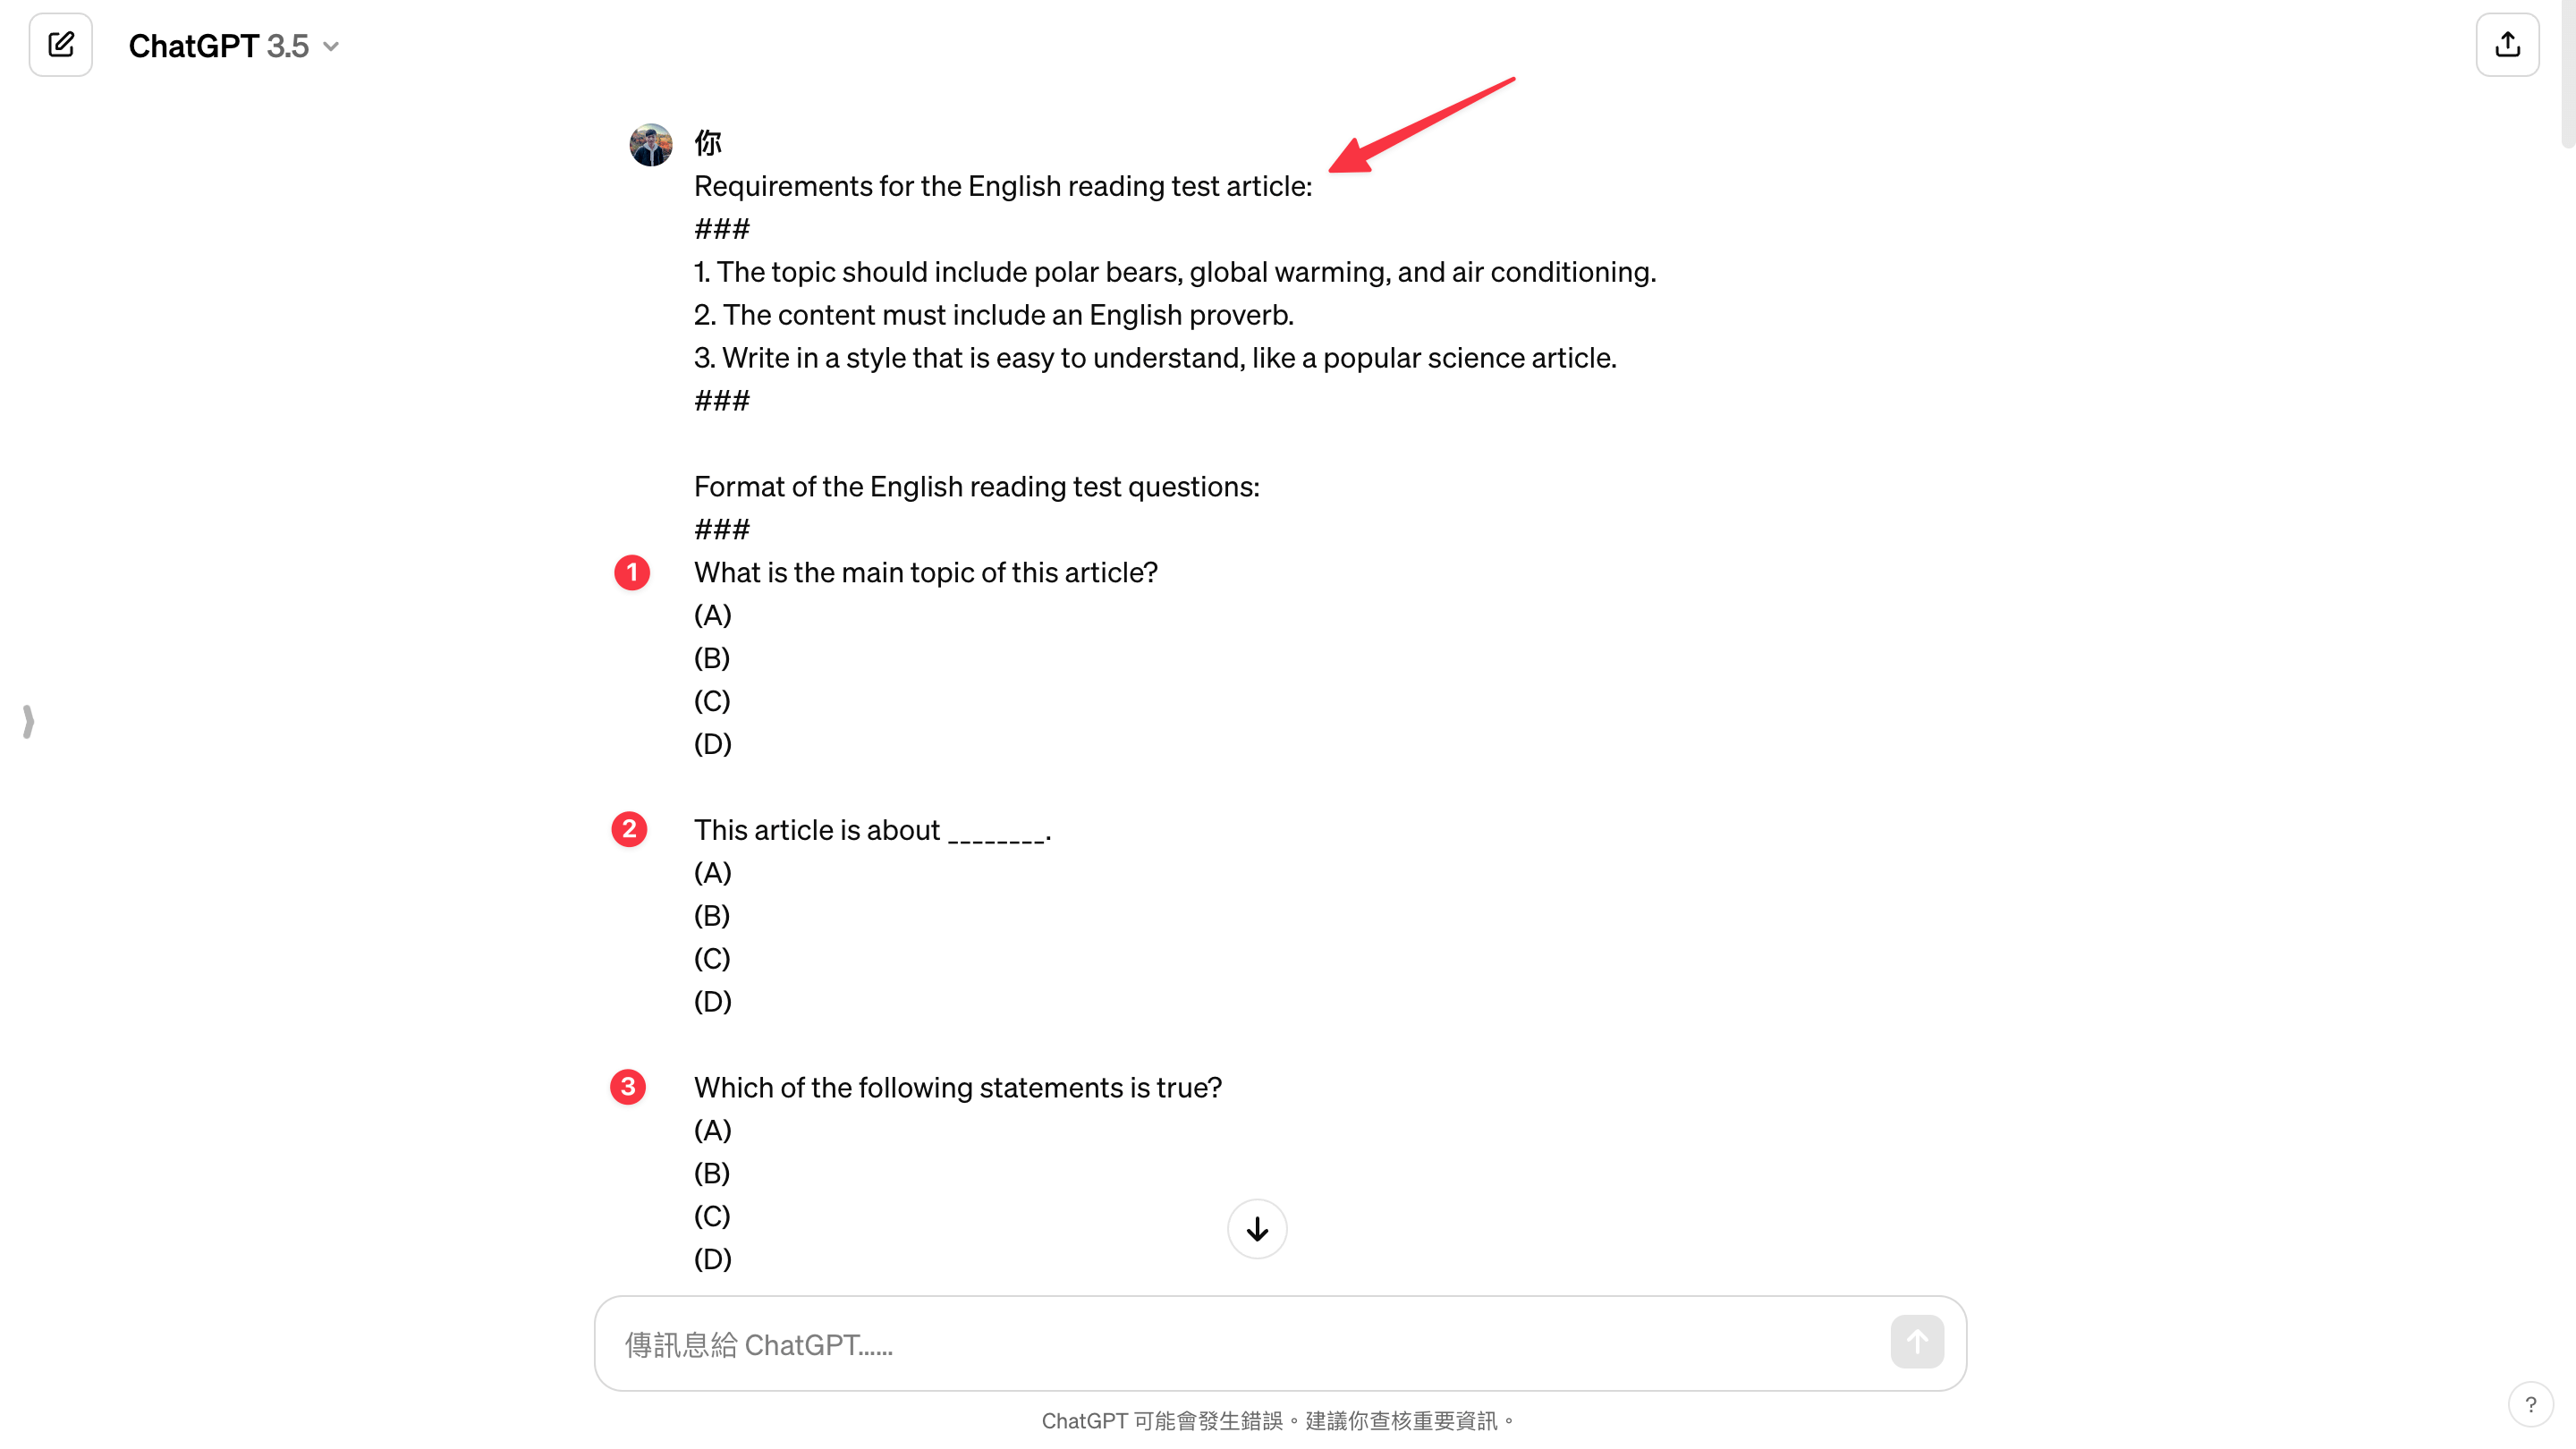 ChatGPT 3.5
你
Requirements for the English reading test article:
###
1. The topic should include polar bears, global warming, and air conditioning.
2. The content must include an English proverb.
3. Write in a style that is easy to understand, like a popular science article.
###
Format of the English reading test questions:
###
1 What is the main topic of this article?
(A)
(B)
(C)
(D)
2 This article is about ________.
(A)
(B)
(C)
(D)
3 Which of the following statements is true?
(A)
(B)
(C)
(D)
傳訊息給 ChatGPT......
ChatGPT 可能會發生錯誤。建議你查核重要資訊。
?